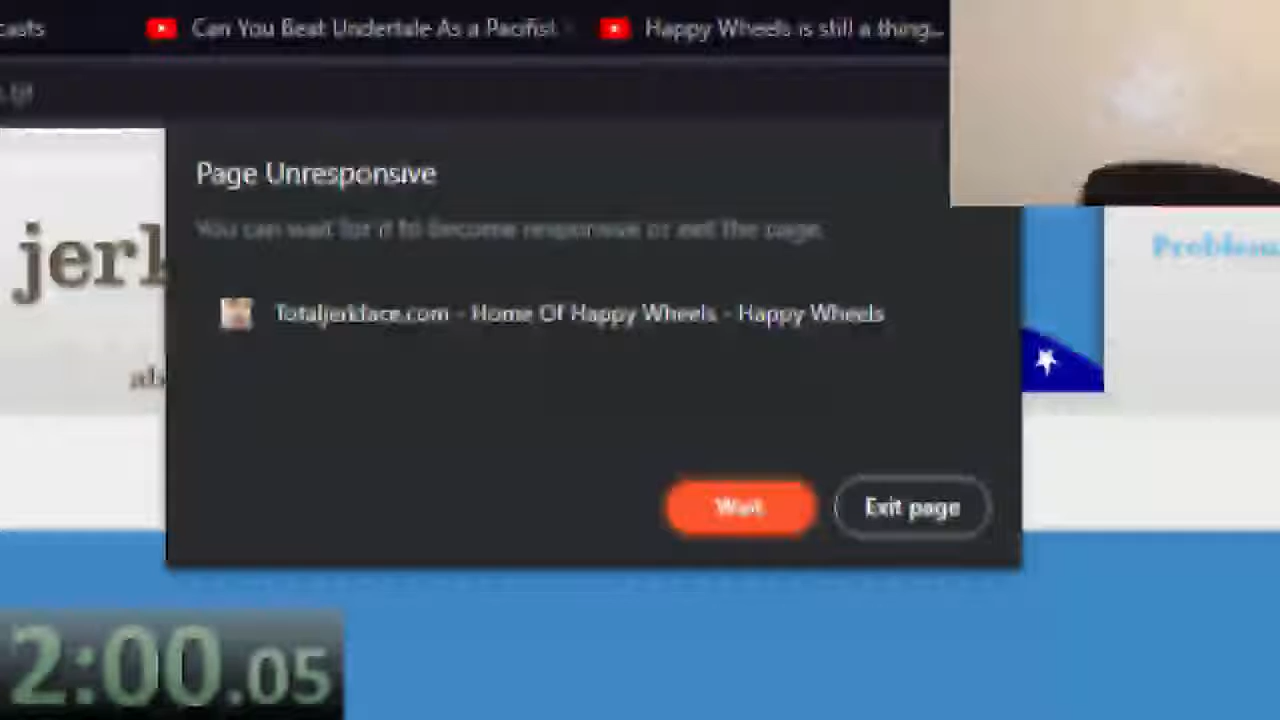 casts
Can You Beat Undertale As a Pacifist
Happy Wheels is still a thing...
Page Unresponsive
You can wait for it to become responsive or exit the page.
jerk
Problem
Totaljerkface.com - Home Of Happy Wheels - Happy Wheels
Wait
Exit page
2:00.05